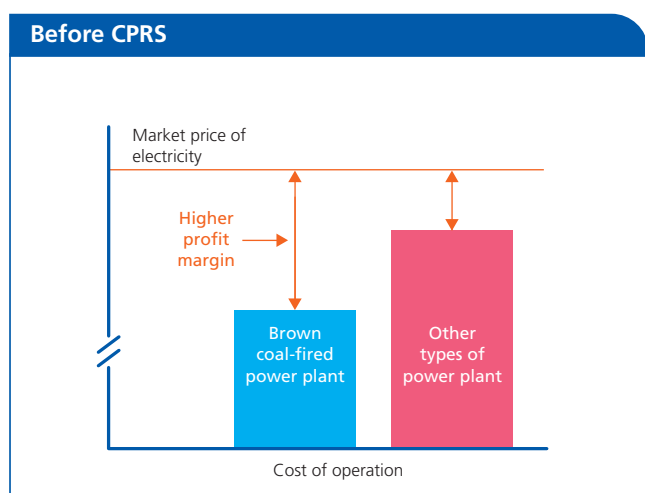 Before CPRS
Market price of
electricity
Higher
profit
margin
Brown
coal-fired
power plant
Other
types of
power plant
Cost of operation